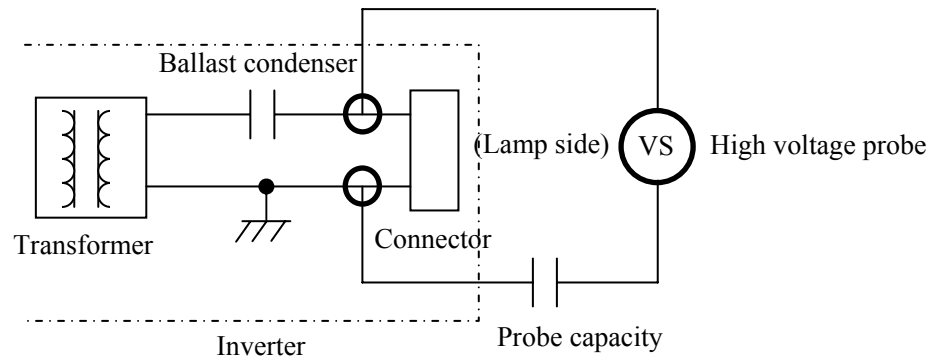 Ballast condenser
(Lamp side)
VS
High voltage probe
Transformer
Connector
Probe capacity
Inverter